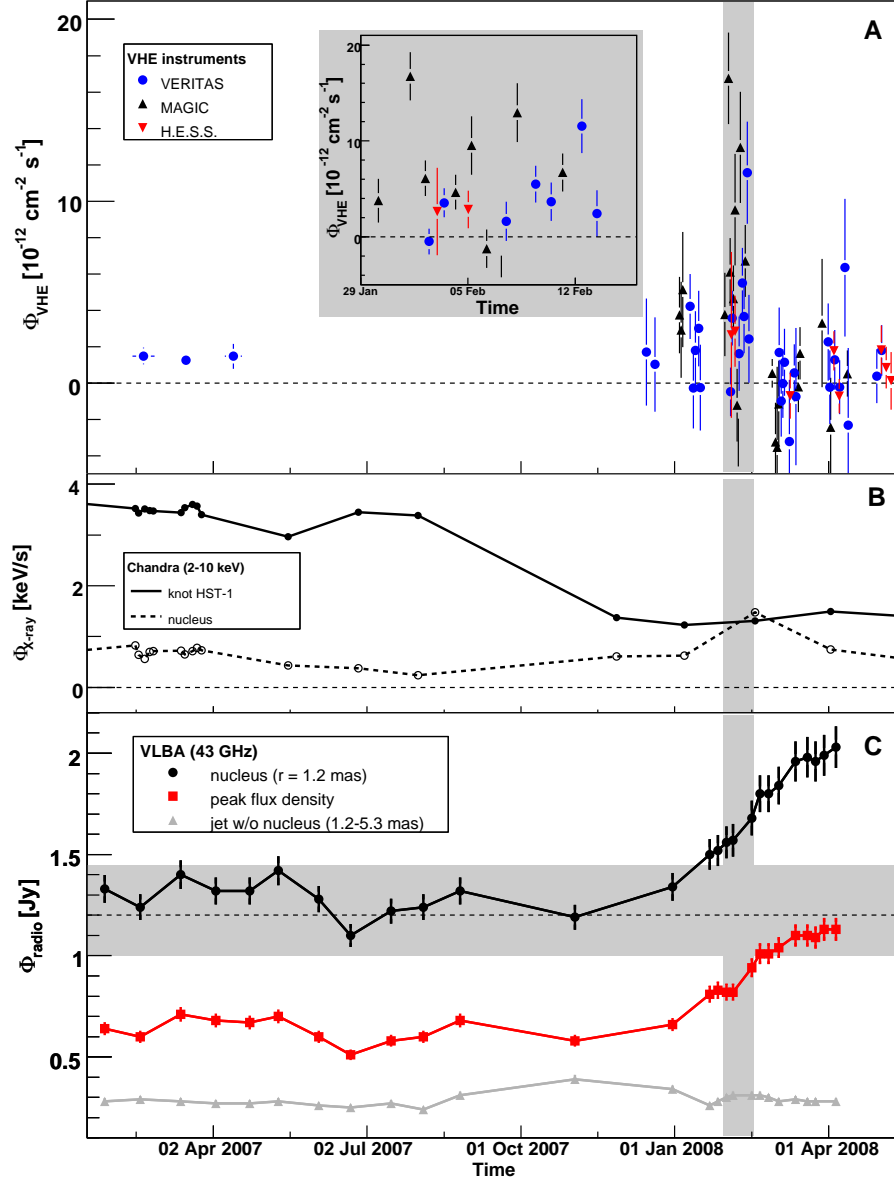 A
20
10
0
ΦVHE [10-12 cm-2 s-1]
VHE instruments
VERITAS
MAGIC
H.E.S.S.
20
10
0
ΦVHE [10-12 cm-2 s-1]
29 Jan
05 Feb
12 Feb
Time
B
4
2
0
ΦX-ray [keV/s]
Chandra (2-10 keV)
knot HST-1
nucleus
C
2
1.5
1
0.5
Φradio [Jy]
VLBA (43 GHz)
nucleus (r = 1.2 mas)
peak flux density
jet w/o nucleus (1.2-5.3 mas)
02 Apr 2007
02 Jul 2007
01 Oct 2007
01 Jan 2008
01 Apr 2008
Time